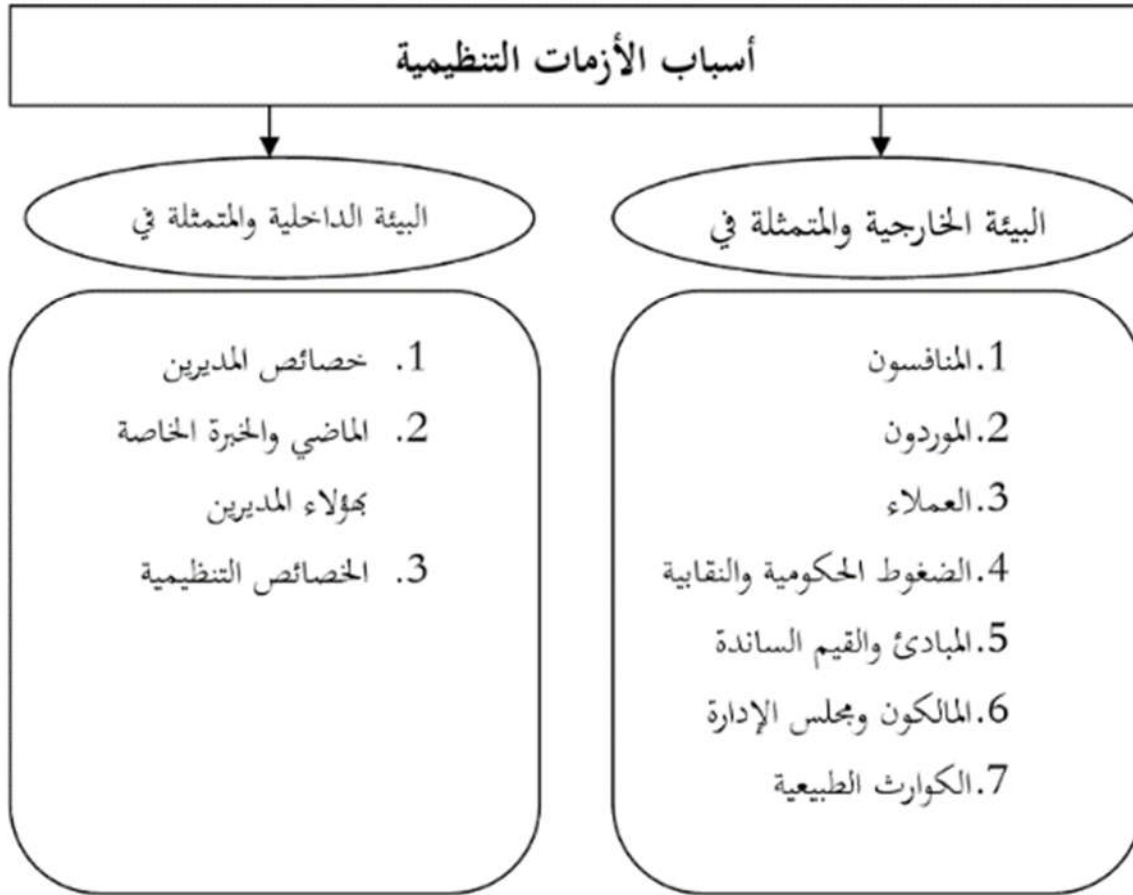 أسباب الأزمات التنظيمية
البيئة الخارجية والمتمثلة في
1.المنافسون
2.الموردون
3.العملاء
4.الضغوط الحكومية والنقابية
5.المبادئ والقيم الساندة
6.المالكون ومجلس الإدارة
7.الكوارث الطبيعية
البيئة الداخلية والمتمثلة في
1. خصائص المديرين
2. الماضي والخبرة الخاصة
بهؤلاء المديرين
3. الخصائص التنظيمية